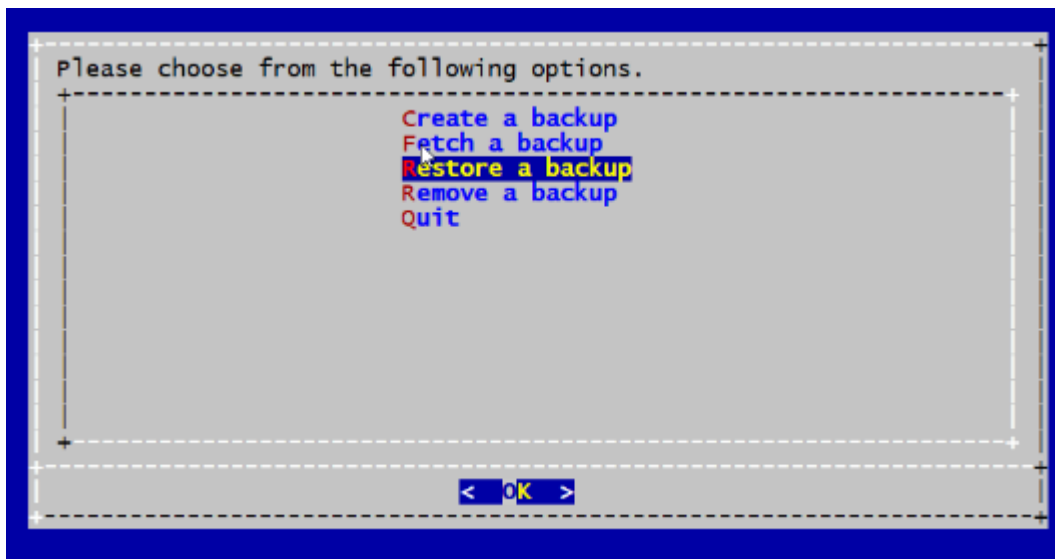 Please choose from the following options.
Create a backup
Fetch a backup
Restore a backup
Remove a backup
Quit
< OK >